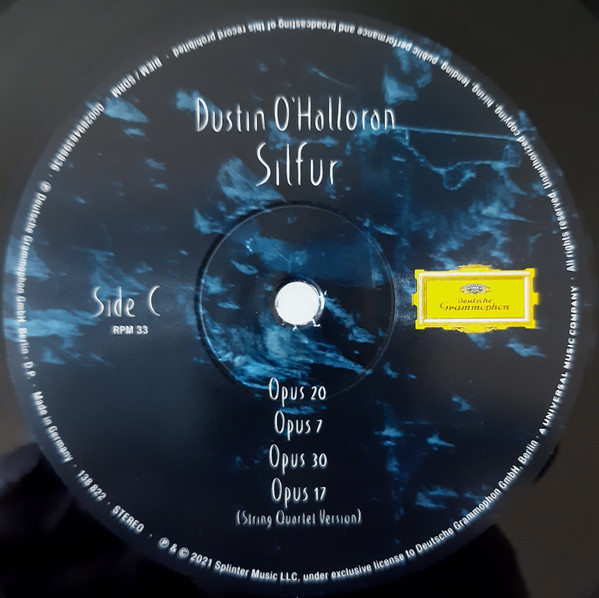 Dustin O'Halloran
Silfur
Side C
RPM 33
Deutsche
Grammophon
Opus 20
Opus 7
Opus 30
Opus 17
(String Quartet Version)
℗ Deutsche Grammophon GmbH, Berlin · D.P. · Made in Germany · 138 822 · STEREO · ℗ & © 2021 Splinter Music LLC, under exclusive license to Deutsche Grammophon GmbH, Berlin · A UNIVERSAL MUSIC COMPANY · All rights reserved. Unauthorized copying, hiring, lending, public performance and broadcasting of this record prohibited · BIEM / SDRM ·